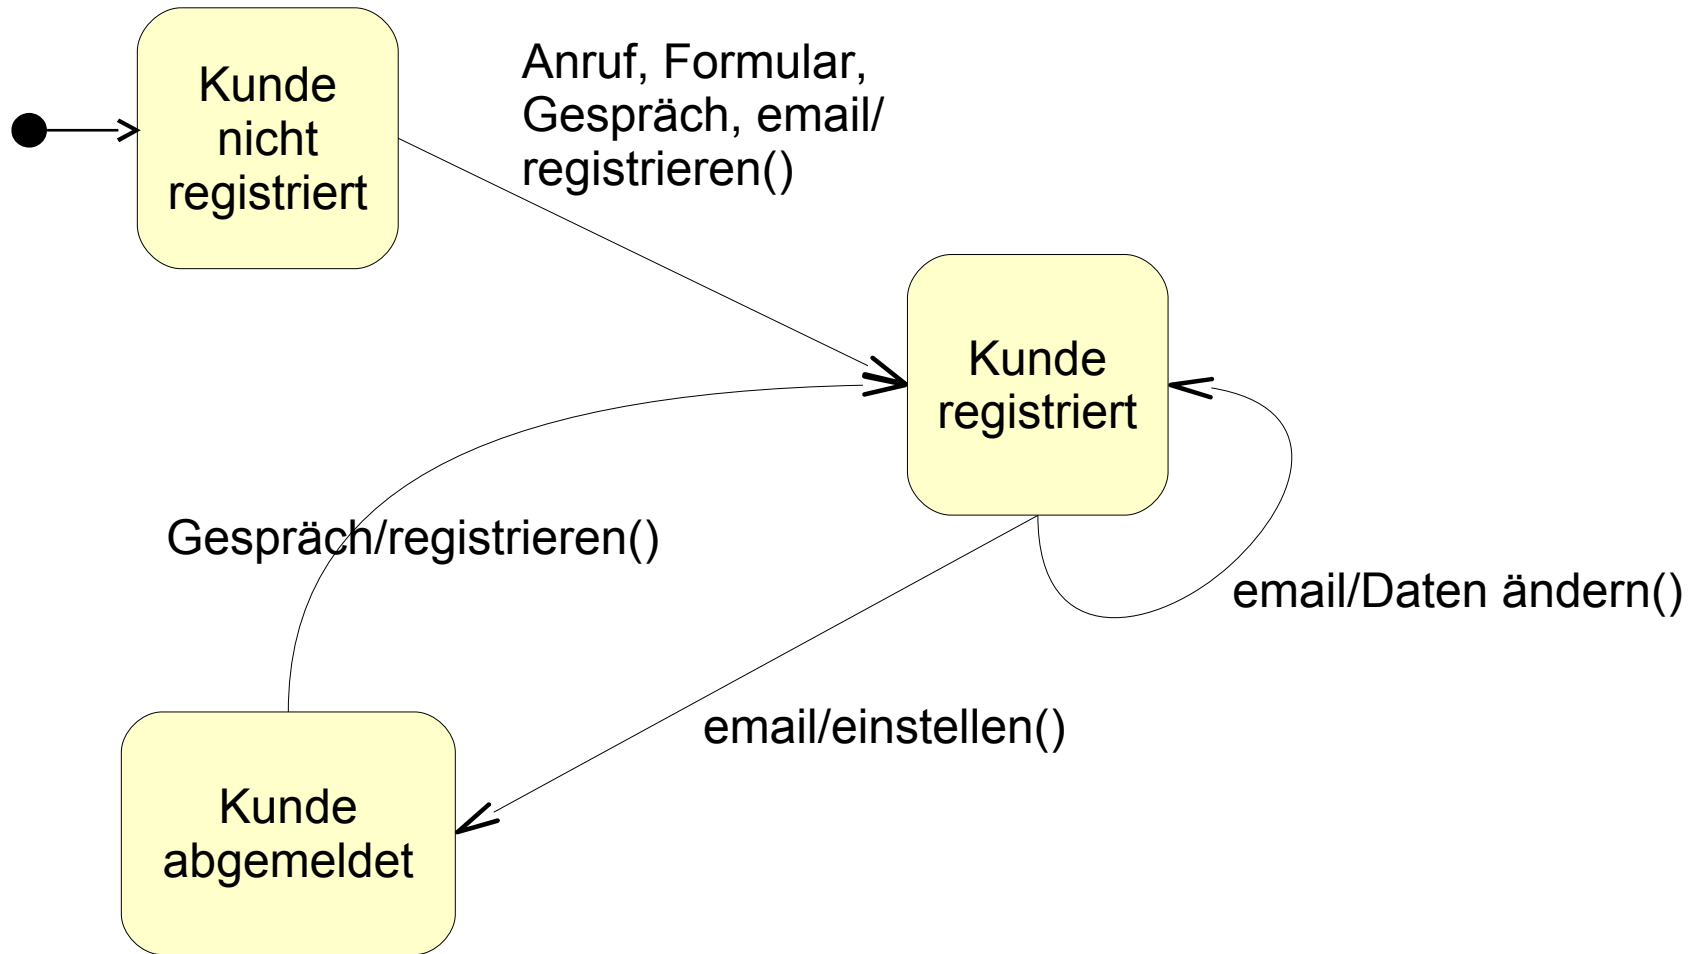 Kunde
nicht
registriert
Anruf, Formular,
Gespräch, email/
registrieren()
Kunde
registriert
Gespräch/registrieren()
email/Daten ändern()
email/einstellen()
Kunde
abgemeldet